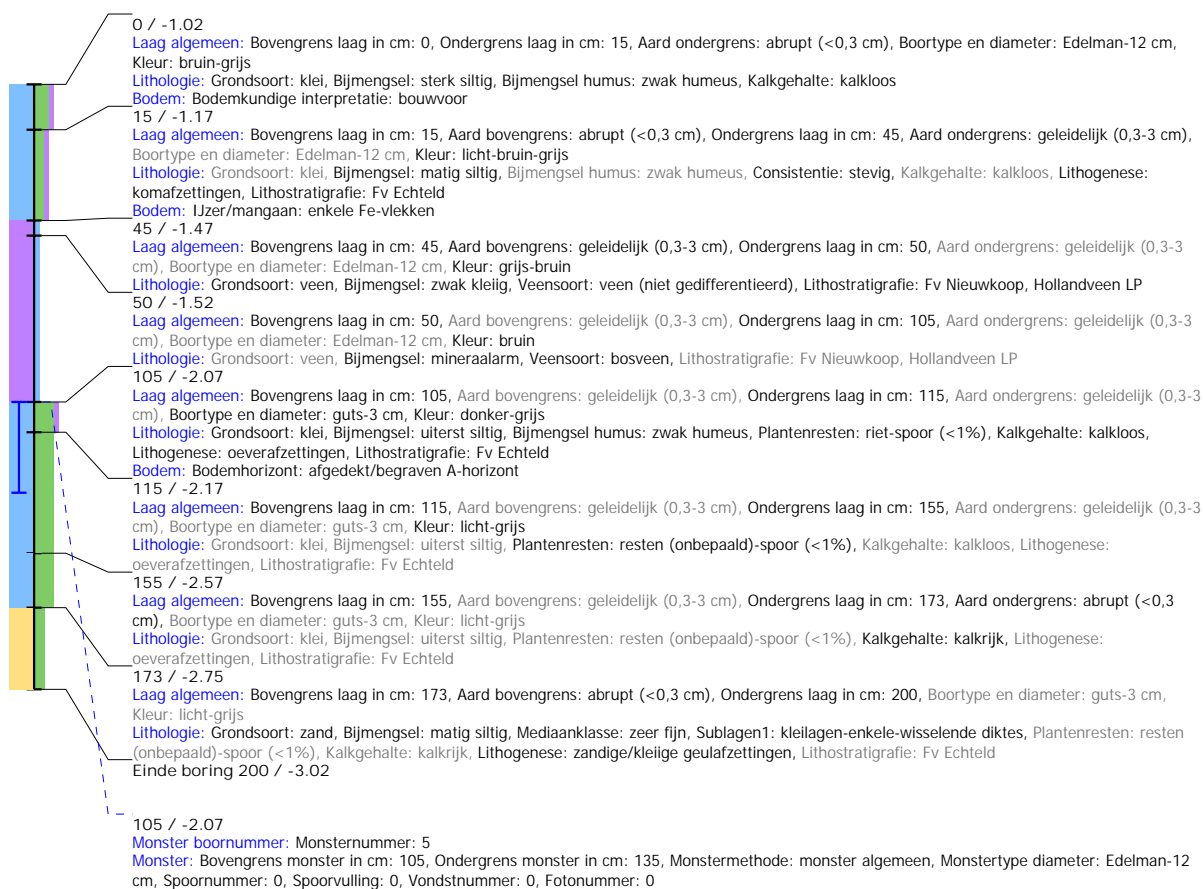 0 / -1.02
Laag algemeen: Bovengrens laag in cm: 0, Ondergrens laag in cm: 15, Aard ondergrens: abrupt (<0,3 cm), Boortype en diameter: Edelman-12 cm,
Kleur: bruin-grijs
Lithologie: Grondsoort: klei, Bijmengsel: sterk siltig, Bijmengsel humus: zwak humeus, Kalkgehalte: kalkloos
Bodem: Bodemkundige interpretatie: bouwvoor
15 / -1.17
Laag algemeen: Bovengrens laag in cm: 15, Aard bovengrens: abrupt (<0,3 cm), Ondergrens laag in cm: 45, Aard ondergrens: geleidelijk (0,3-3 cm),
Boortype en diameter: Edelman-12 cm, Kleur: licht-bruin-grijs
Lithologie: Grondsoort: klei, Bijmengsel: matig siltig, Bijmengsel humus: zwak humeus, Consistentie: stevig, Kalkgehalte: kalkloos, Lithogenese:
komafzettingen, Lithostratigrafie: Fv Echteld
Bodem: IJzer/mangaan: enkele Fe-vlekken
45 / -1.47
Laag algemeen: Bovengrens laag in cm: 45, Aard bovengrens: geleidelijk (0,3-3 cm), Ondergrens laag in cm: 50, Aard ondergrens: geleidelijk (0,3-3
cm), Boortype en diameter: Edelman-12 cm, Kleur: grijs-bruin
Lithologie: Grondsoort: veen, Bijmengsel: zwak kleiig, Veensoort: veen (niet gedifferentieerd), Lithostratigrafie: Fv Nieuwkoop, Hollandveen LP
50 / -1.52
Laag algemeen: Bovengrens laag in cm: 50, Aard bovengrens: geleidelijk (0,3-3 cm), Ondergrens laag in cm: 105, Aard ondergrens: geleidelijk (0,3-3
cm), Boortype en diameter: Edelman-12 cm, Kleur: bruin
Lithologie: Grondsoort: veen, Bijmengsel: mineraalarm, Veensoort: bosveen, Lithostratigrafie: Fv Nieuwkoop, Hollandveen LP
105 / -2.07
Laag algemeen: Bovengrens laag in cm: 105, Aard bovengrens: geleidelijk (0,3-3 cm), Ondergrens laag in cm: 115, Aard ondergrens: geleidelijk (0,3-3
cm), Boortype en diameter: guts-3 cm, Kleur: donker-grijs
Lithologie: Grondsoort: klei, Bijmengsel: uiterst siltig, Bijmengsel humus: zwak humeus, Plantenresten: riet-spoor (<1%), Kalkgehalte: kalkloos,
Lithogenese: oeverafzettingen, Lithostratigrafie: Fv Echteld
Bodem: Bodemhorizont: afgedekt/begraven A-horizont
115 / -2.17
Laag algemeen: Bovengrens laag in cm: 115, Aard bovengrens: geleidelijk (0,3-3 cm), Ondergrens laag in cm: 155, Aard ondergrens: geleidelijk (0,3-3
cm), Boortype en diameter: guts-3 cm, Kleur: licht-grijs
Lithologie: Grondsoort: klei, Bijmengsel: uiterst siltig, Plantenresten: resten (onbepaald)-spoor (<1%), Kalkgehalte: kalkloos, Lithogenese:
oeverafzettingen, Lithostratigrafie: Fv Echteld
155 / -2.57
Laag algemeen: Bovengrens laag in cm: 155, Aard bovengrens: geleidelijk (0,3-3 cm), Ondergrens laag in cm: 173, Aard ondergrens: abrupt (<0,3
cm), Boortype en diameter: guts-3 cm, Kleur: licht-grijs
Lithologie: Grondsoort: klei, Bijmengsel: uiterst siltig, Plantenresten: resten (onbepaald)-spoor (<1%), Kalkgehalte: kalkrijk, Lithogenese:
oeverafzettingen, Lithostratigrafie: Fv Echteld
173 / -2.75
Laag algemeen: Bovengrens laag in cm: 173, Aard bovengrens: abrupt (<0,3 cm), Ondergrens laag in cm: 200, Boortype en diameter: guts-3 cm,
Kleur: licht-grijs
Lithologie: Grondsoort: zand, Bijmengsel: matig siltig, Mediaanklasse: zeer fijn, Sublagen1: kleilagen-enkele-wisselende diktes, Plantenresten: resten
(onbepaald)-spoor (<1%), Kalkgehalte: kalkrijk, Lithogenese: zandige/kleiige geulafzettingen, Lithostratigrafie: Fv Echteld
Einde boring 200 / -3.02
105 / -2.07
Monster boornummer: Monsternummer: 5
Monster: Bovengrens monster in cm: 105, Ondergrens monster in cm: 135, Monstermethode: monster algemeen, Monstertype diameter: Edelman-12
cm, Spoornummer: 0, Spoorvulling: 0, Vondstnummer: 0, Fotonummer: 0